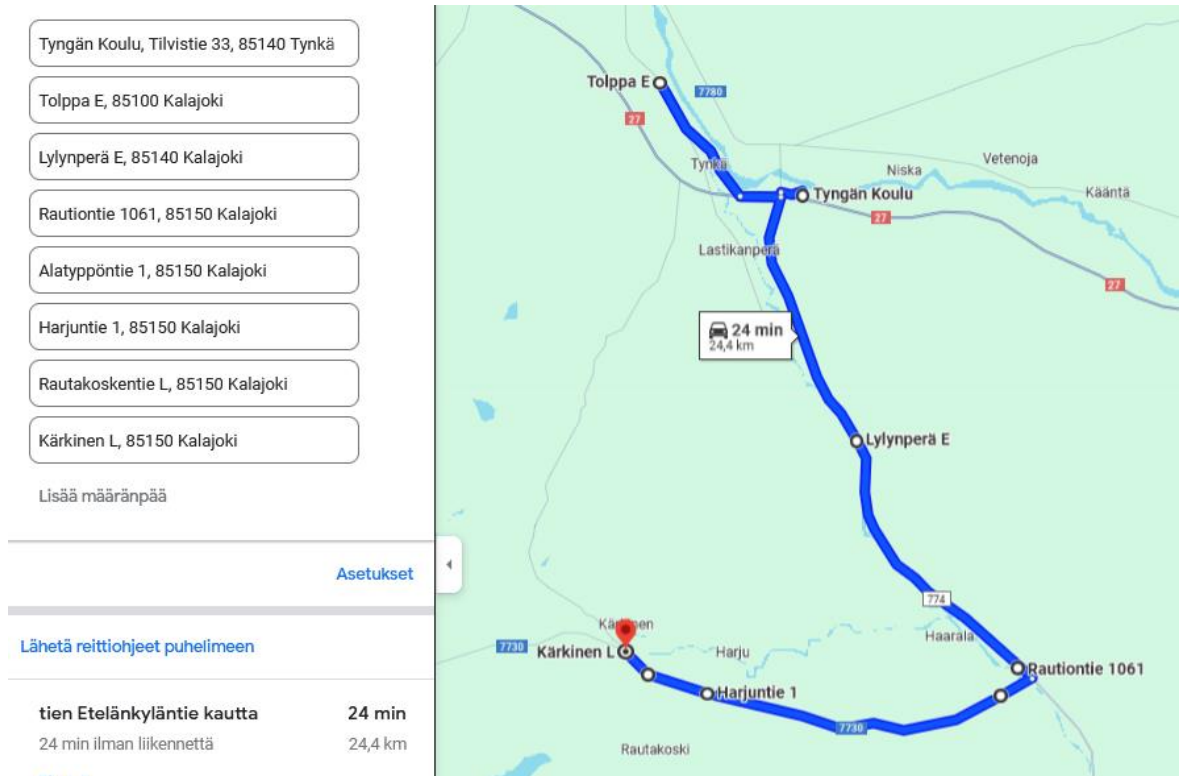 Tyngän Koulu, Tilvistie 33, 85140 Tynkä
Tolppa E, 85100 Kalajoki
Lylynperä E, 85140 Kalajoki
Rautiontie 1061, 85150 Kalajoki
Alatyppöntie 1, 85150 Kalajoki
Harjuntie 1, 85150 Kalajoki
Rautakoskentie L, 85150 Kalajoki
Kärkinen L, 85150 Kalajoki
Lisää määränpää
Asetukset
Lähetä reittiohjeet puhelimeen
tien Etelänkyläntie kautta 24 min
24 min ilman liikennettä 24,4 km
Tolppa E
7780
27
Tynkä
Niska
Vetenoja
Kääntä
Tyngän Koulu
27
Lastikanperä
27
24 min
24,4 km
Lylynperä E
774
Haarala
Kärkinen
7730
Kärkinen L
Harju
Rautiontie 1061
Harjuntie 1
7730
Rautakoski